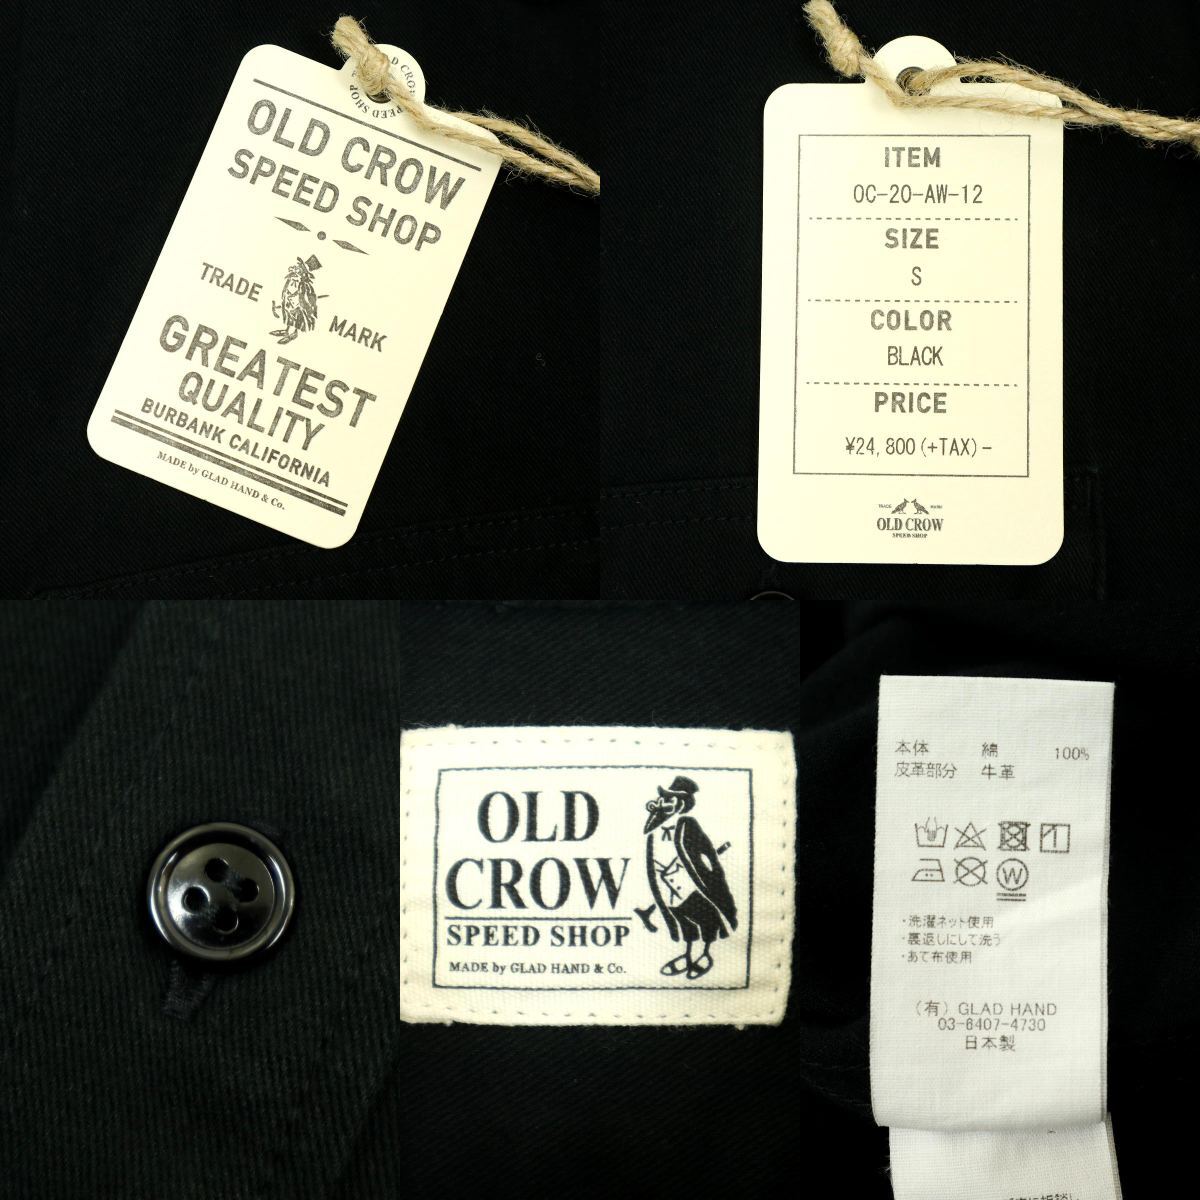 OLD CROW
SPEED SHOP
TRADE MARK
GREATEST
QUALITY
BURBANK CALIFORNIA
MADE by GLAD HAND & Co.
ITEM
OC-20-AW-12
SIZE
S
COLOR
BLACK
PRICE
¥24,800(+TAX)-
TRADE MARK
OLD CROW
SPEED SHOP
OLD
CROW
SPEED SHOP
MADE by GLAD HAND & Co.
本体 綿 100%
皮革部分 牛革
W
・洗濯ネット使用
・裏返しにして洗う
・あて布使用
(有) GLAD HAND
03-6407-4730
日本製